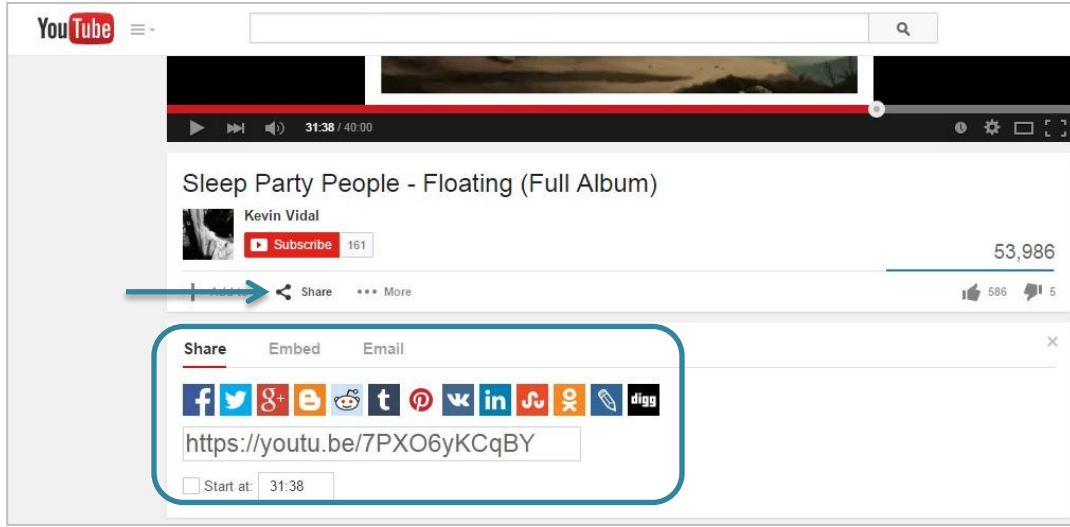 YouTube
31:38 / 40:00
Sleep Party People - Floating (Full Album)
Kevin Vidal
Subscribe 161
53,986
Share More 586 5
Share Embed Email
https://youtu.be/7PXO6yKCqBY
Start at: 31:38